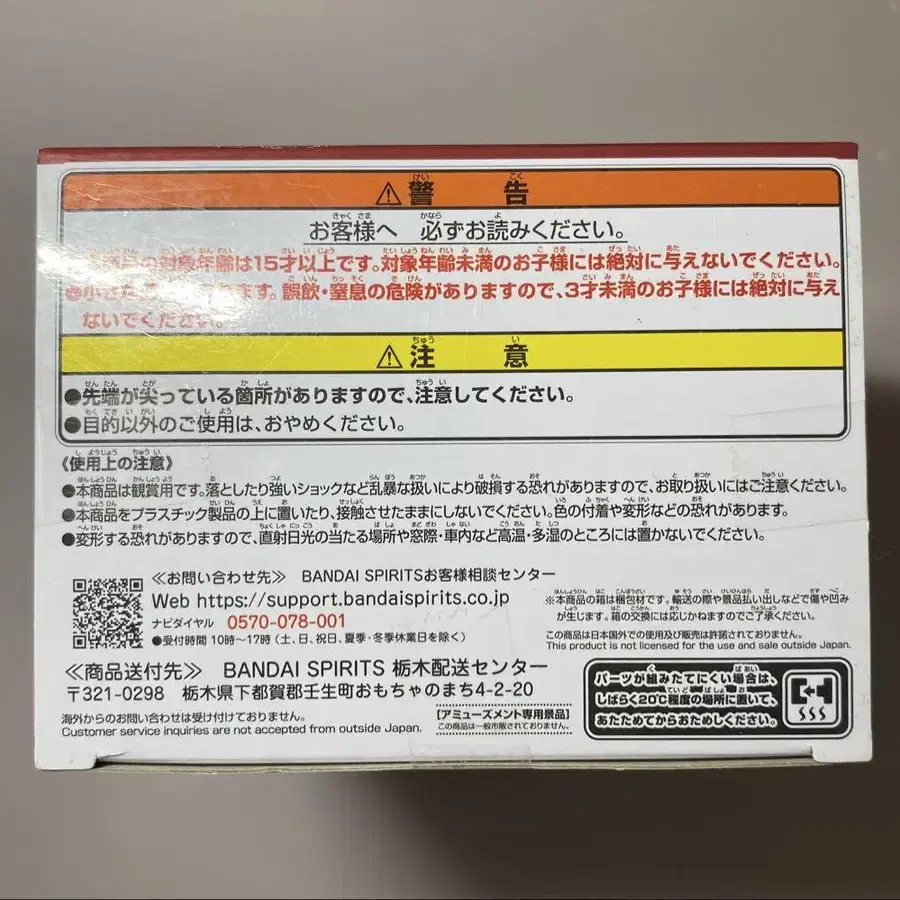 ⚠警告
お客様へ 必ずお読みください。
商品の対象年齢は15才以上です。対象年齢未満のお子様には絶対に与えないでください。
●小さな ます。誤飲・窒息の危険がありますので、3才未満のお子様には絶対に与え
ないでください。
⚠注意
●先端が尖っている箇所がありますので、注意してください。
●目的以外のご使用は、おやめください。
《使用上の注意》
●本商品は観賞用です。落としたり強いショックなど乱暴な扱いにより破損する恐れがありますので、お取り扱いにはご注意ください。
●本商品をプラスチック製品の上に置いたり、接触させたままにしないでください。色の付着や変形などの恐れがあります。
●変形する恐れがありますので、直射日光の当たる場所や窓際・車内など高温・多湿のところには置かないでください。
≪お問い合わせ先≫ BANDAI SPIRITSお客様相談センター
Web https://support.bandaispirits.co.jp
ナビダイヤル 0570-078-001
●受付時間 10時〜17時(土、日、祝日、夏季・冬季休業日を除く)
≪商品送付先≫ BANDAI SPIRITS 栃木配送センター
〒321-0298 栃木県下都賀郡壬生町おもちゃのまち4-2-20
海外からのお問い合わせは受け付けておりません。
Customer service inquiries are not accepted from outside Japan.
[アミューズメント専用景品]
この商品は一般市販されておりません。
※本商品の箱は梱包材です。輸送の際や景品払い出しなどで傷や凹み
が生じます。箱の交換には応じかねますのでご了承ください。
この商品は日本国外での使用及び販売は許諾されておりません。
This product is not licensed for the use and sale outside Japan.
パーツが組みたてにくい場合は、
しばらく20℃程度の場所に置いて、
あたためてからおためしください。